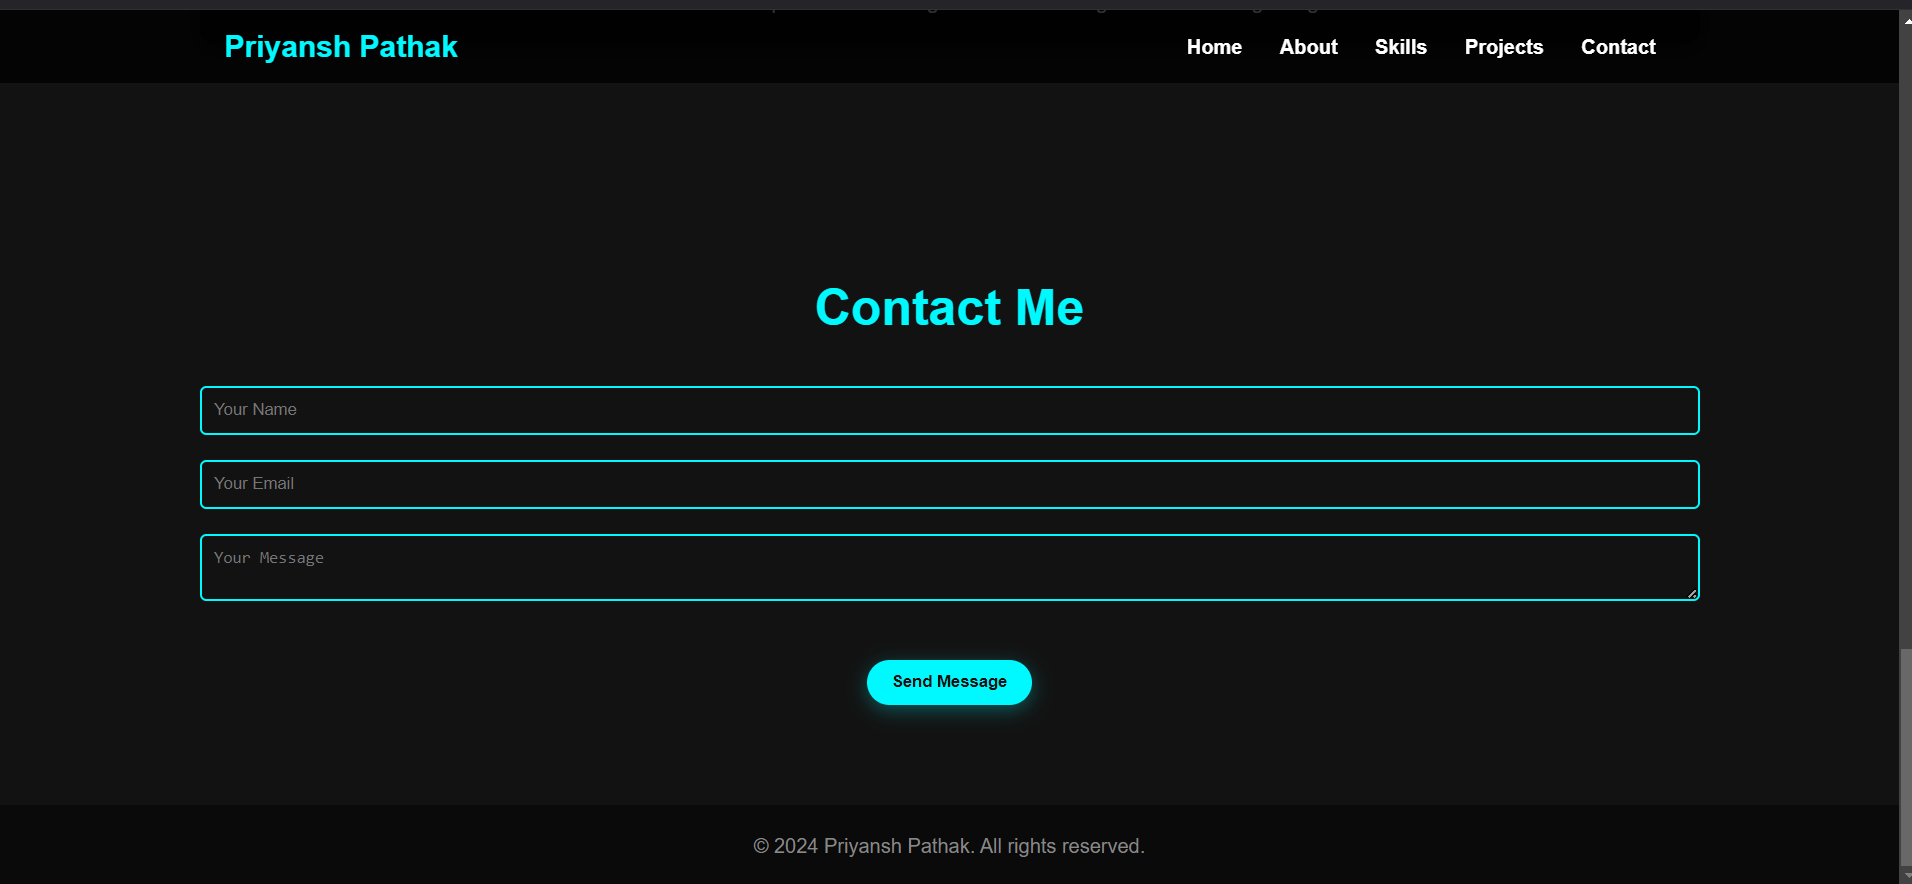 Priyansh Pathak
Home About Skills Projects Contact
Contact Me
Your Name
Your Email
Your Message
Send Message
© 2024 Priyansh Pathak. All rights reserved.